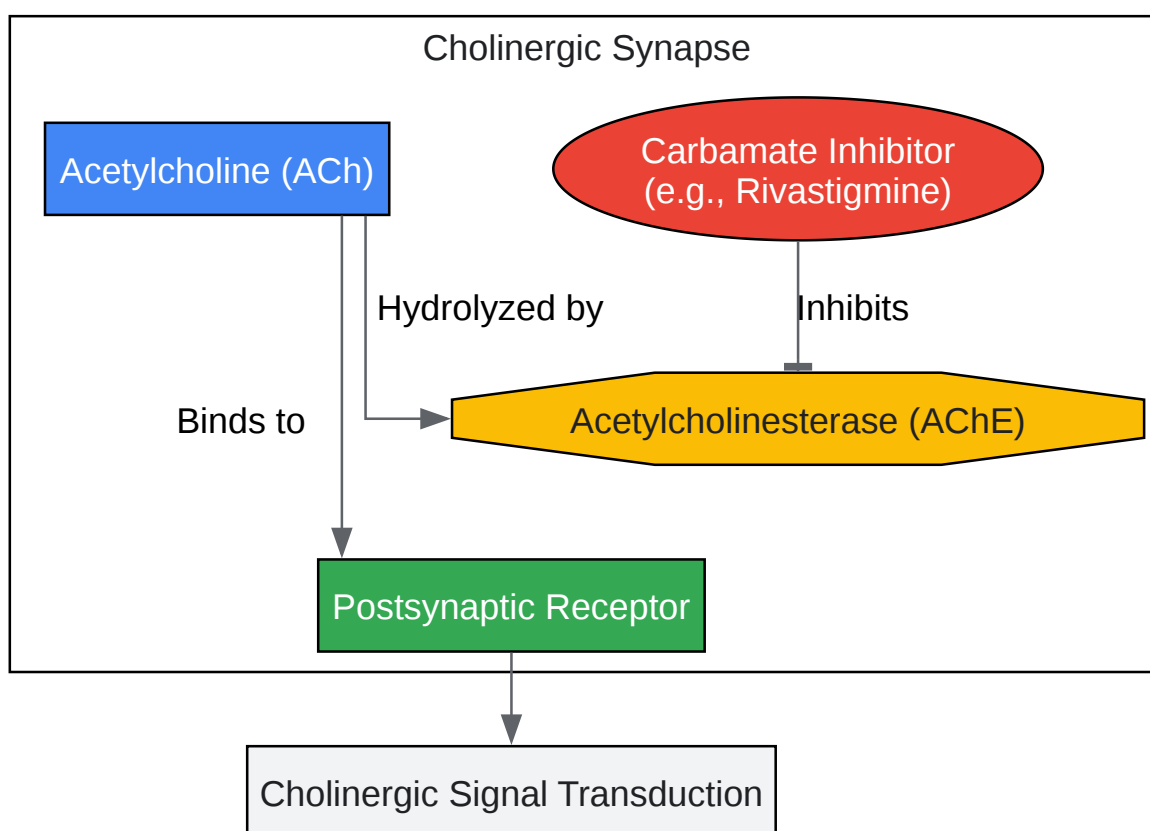 Cholinergic Synapse
Acetylcholine (ACh)
Carbamate Inhibitor
(e.g., Rivastigmine)
Hydrolyzed by
Inhibits
Binds to
Acetylcholinesterase (AChE)
Postsynaptic Receptor
Cholinergic Signal Transduction